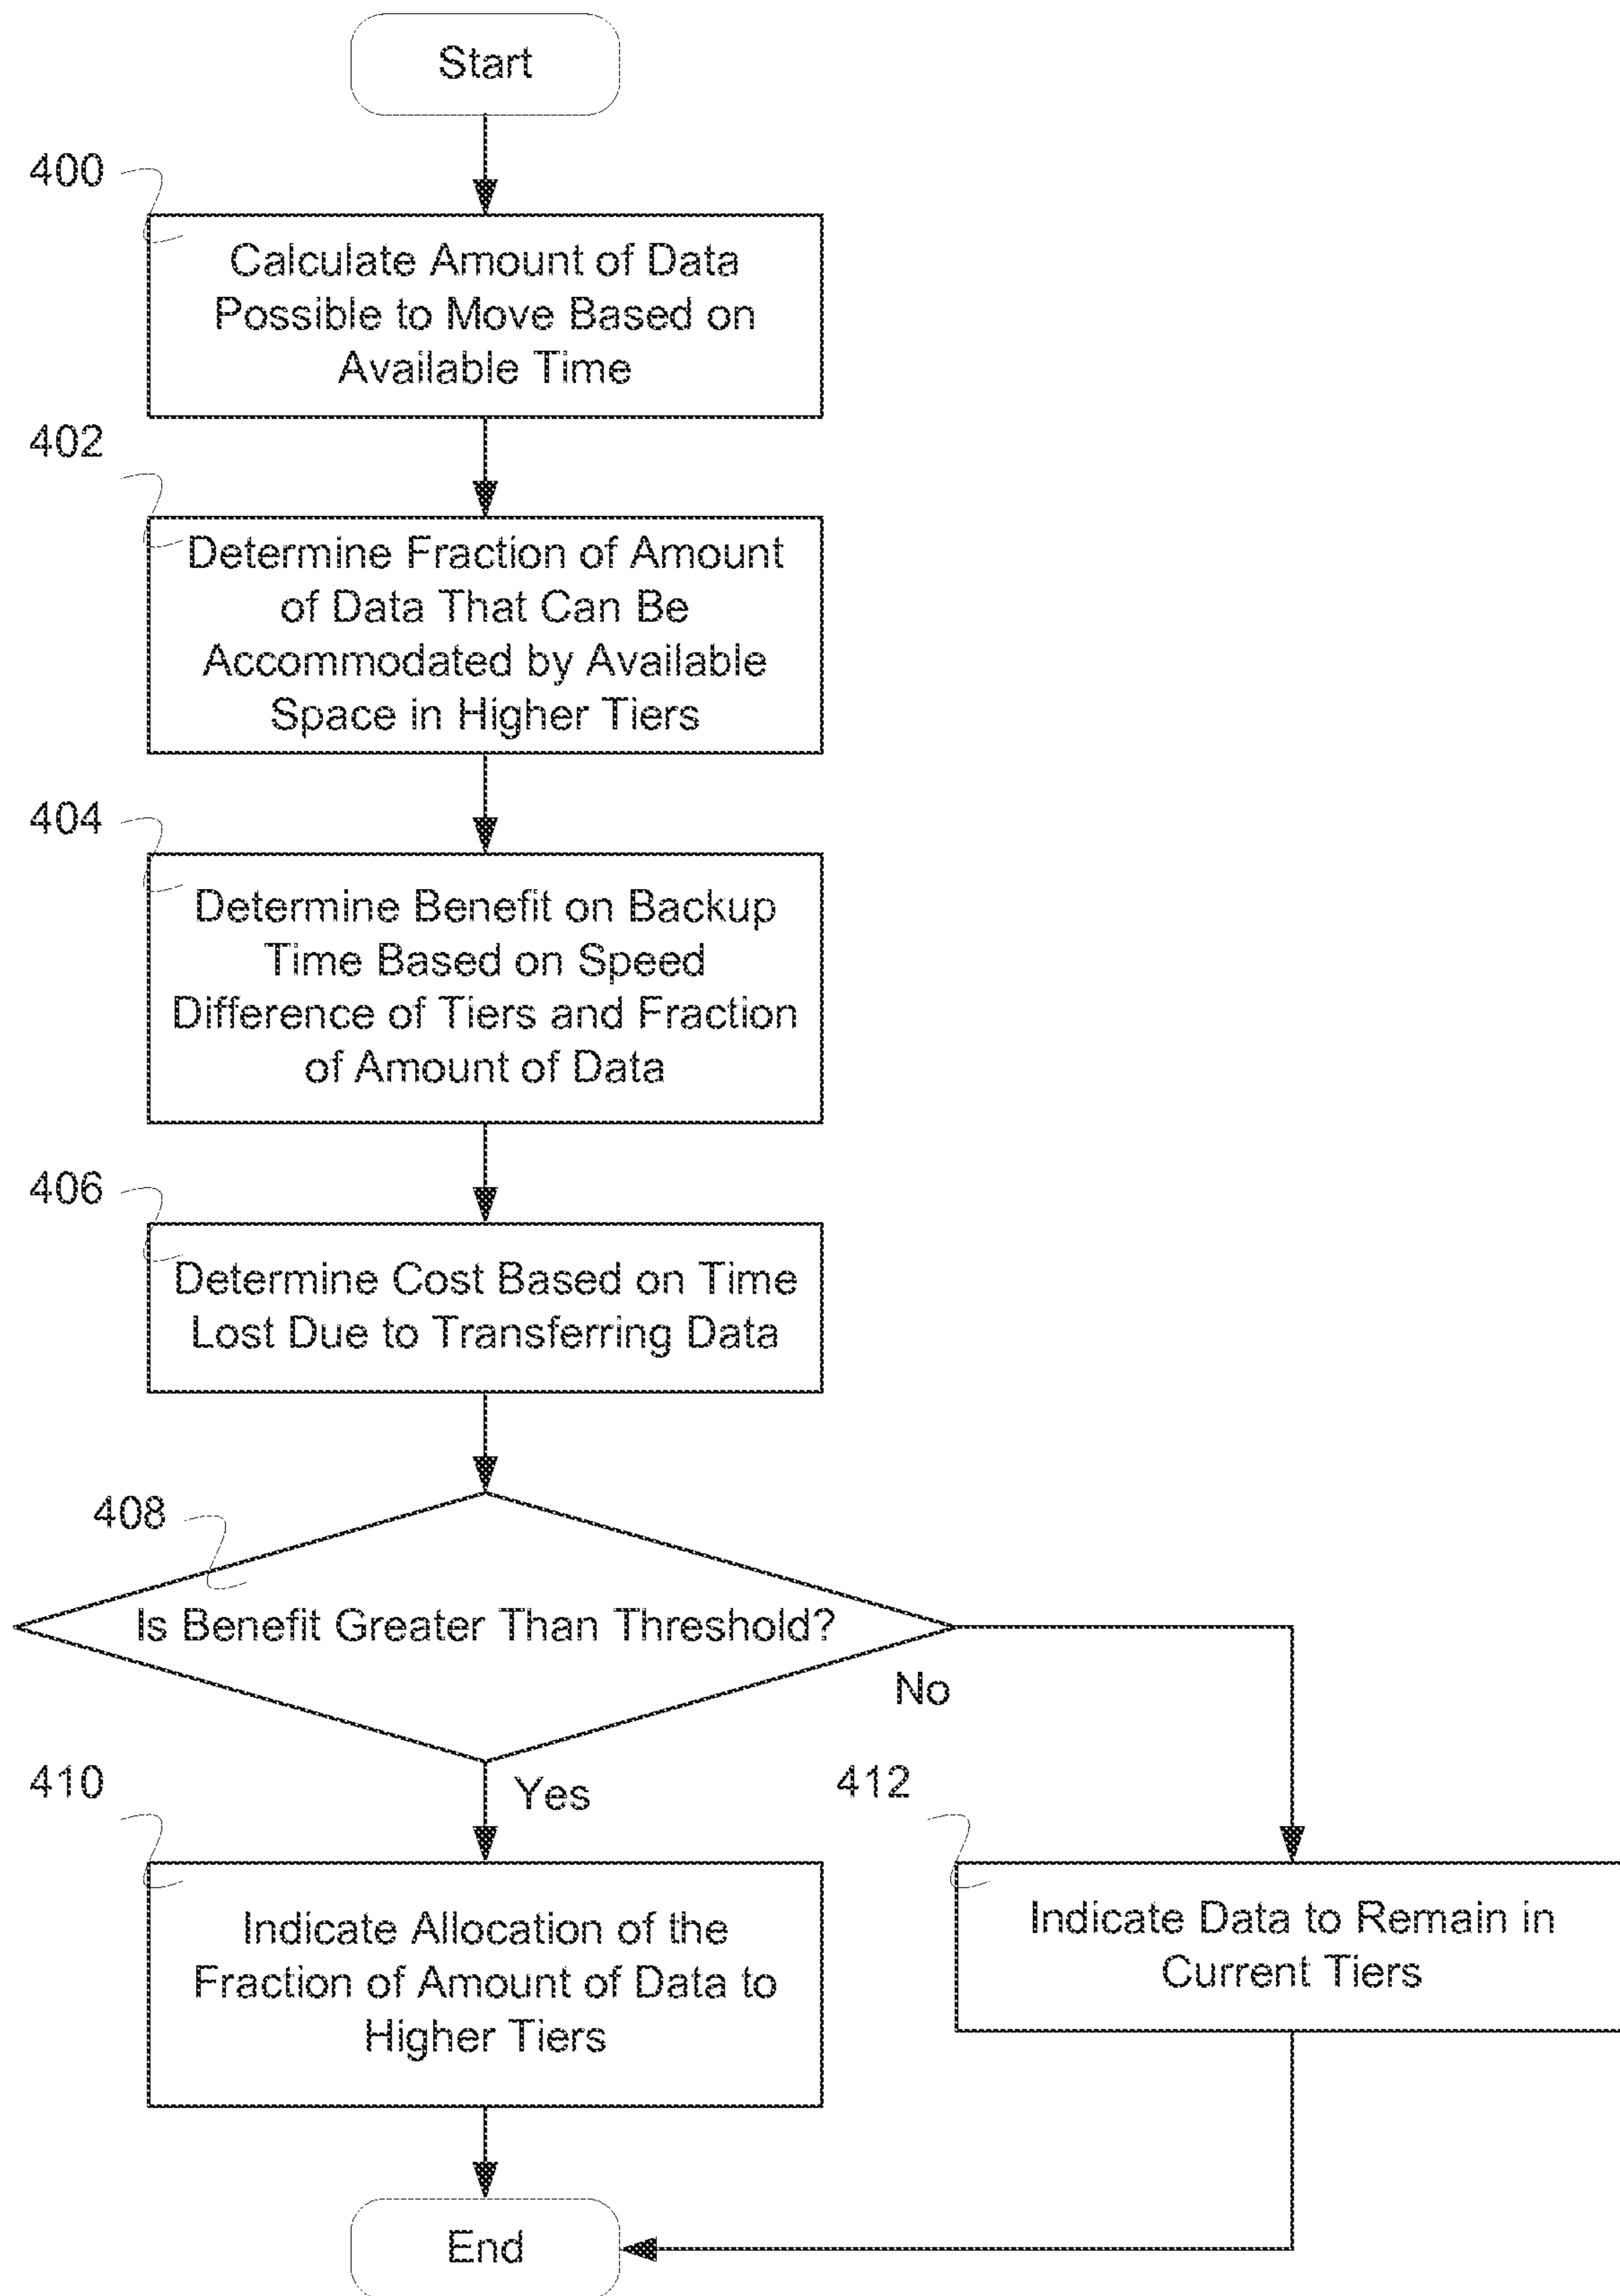 Start
400
Calculate Amount of Data
Possible to Move Based on
Available Time
402
Determine Fraction of Amount
of Data That Can Be
Accommodated by Available
Space in Higher Tiers
404
Determine Benefit on Backup
Time Based on Speed
Difference of Tiers and Fraction
of Amount of Data
406
Determine Cost Based on Time
Lost Due to Transferring Data
408
Is Benefit Greater Than Threshold?
No
Yes
410
Indicate Allocation of the
Fraction of Amount of Data to
Higher Tiers
412
Indicate Data to Remain in
Current Tiers
End